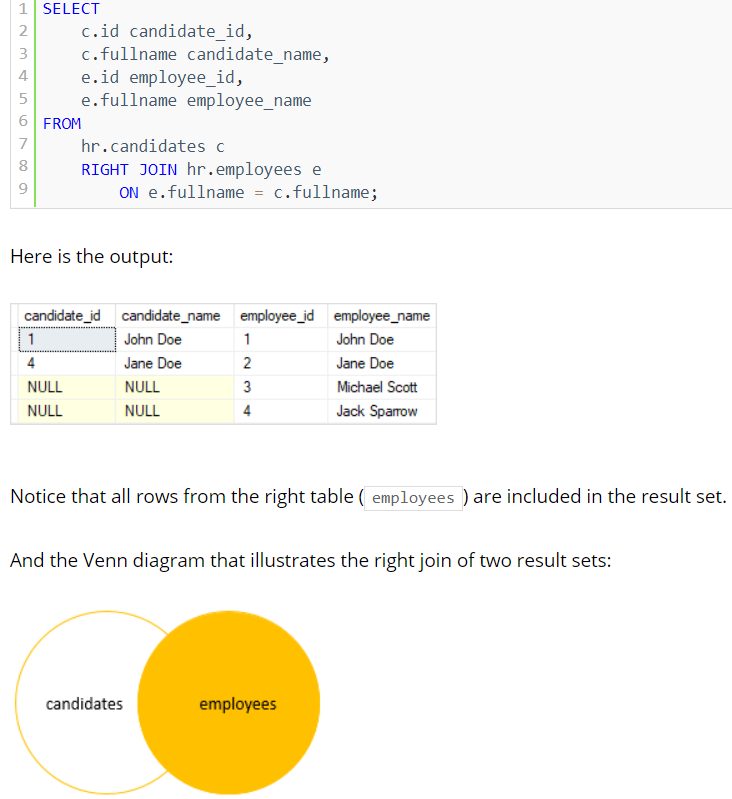 1 SELECT
2     c.id candidate_id,
3     c.fullname candidate_name,
4     e.id employee_id,
5     e.fullname employee_name
6 FROM
7     hr.candidates c
8     RIGHT JOIN hr.employees e
9         ON e.fullname = c.fullname;
Here is the output:
candidate_id candidate_name employee_id employee_name
1 John Doe 1 John Doe
4 Jane Doe 2 Jane Doe
NULL NULL 3 Michael Scott
NULL NULL 4 Jack Sparrow
Notice that all rows from the right table ( employees ) are included in the result set.
And the Venn diagram that illustrates the right join of two result sets:
candidates employees